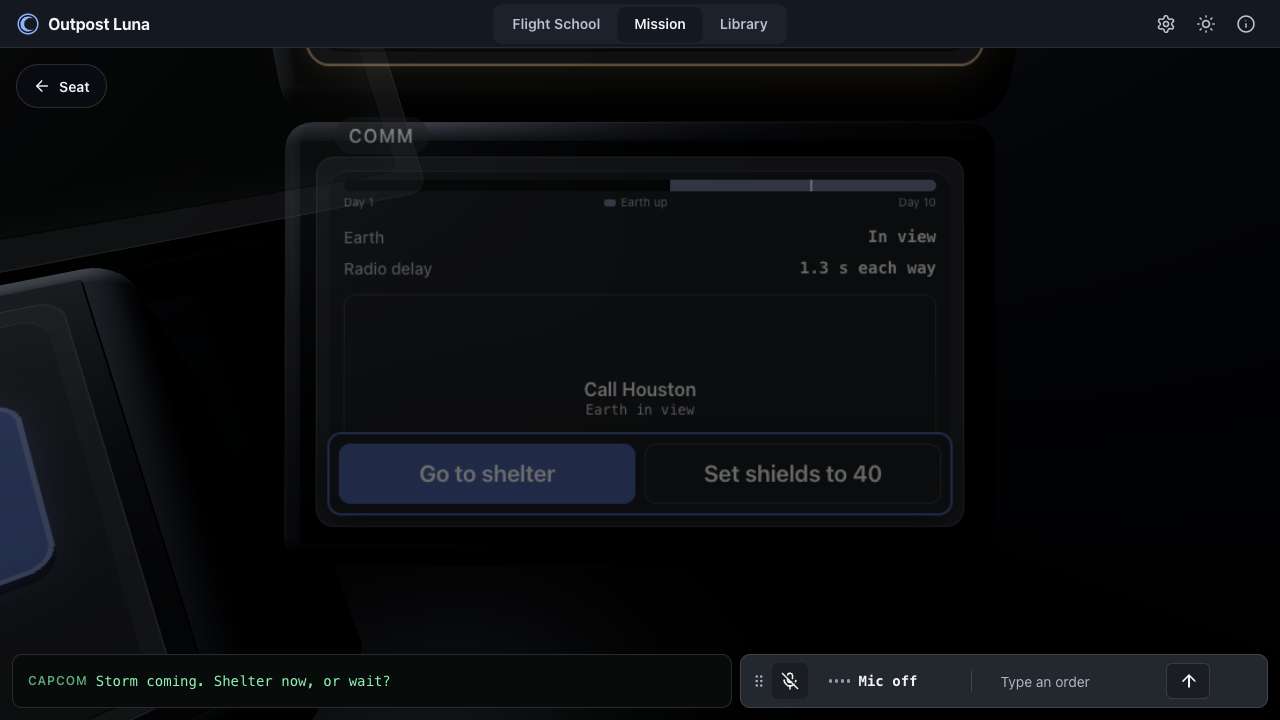 Outpost Luna
Flight School
Mission
Library
Seat
COMM
Day 1
Earth up
Day 10
Earth
In view
Radio delay
1.3 s each way
Call Houston
Earth in view
Go to shelter
Set shields to 40
CAPCOM Storm coming. Shelter now, or wait?
Mic off
Type an order